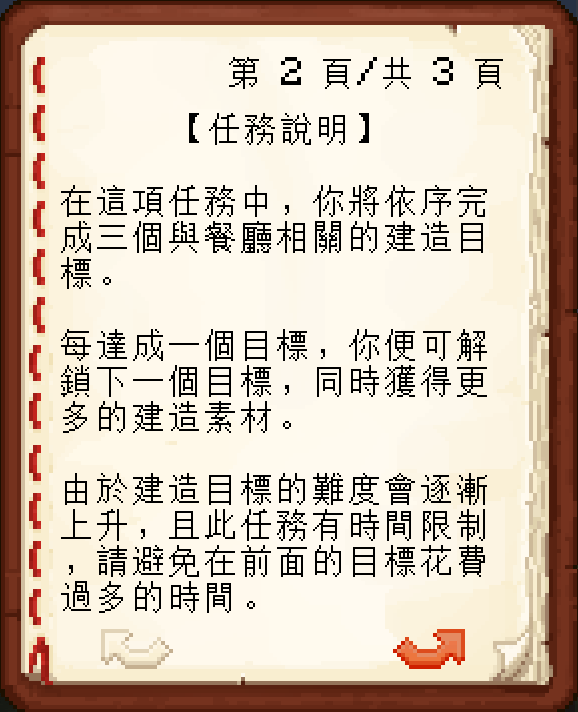 第 2 頁/共 3 頁
【任務說明】
在這項任務中，你將依序完
成三個與餐廳相關的建造目
標。
每達成一個目標，你便可解
鎖下一個目標，同時獲得更
多的建造素材。
由於建造目標的難度會逐漸
上升，且此任務有時間限制
，請避免在前面的目標花費
過多的時間。